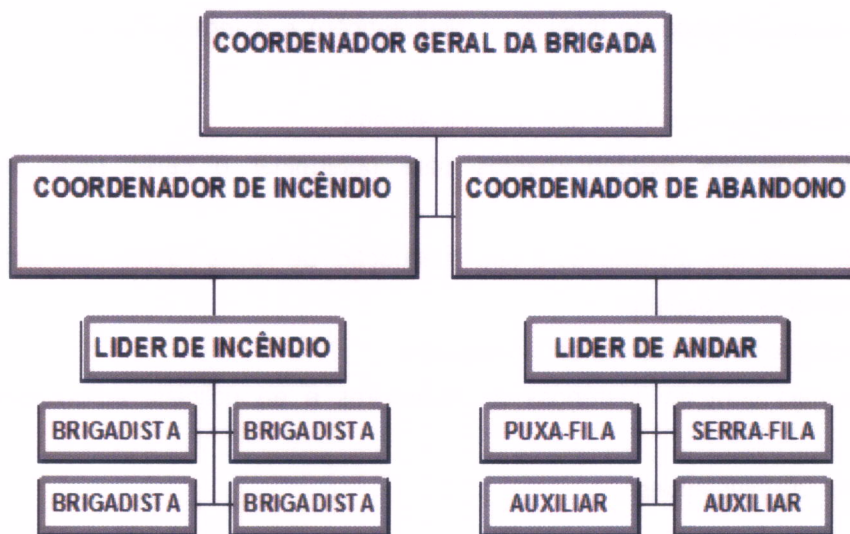 COORDENADOR GERAL DA BRIGADA
COORDENADOR DE INCÊNDIO
COORDENADOR DE ABANDONO
LIDER DE INCÊNDIO
LIDER DE ANDAR
BRIGADISTA
BRIGADISTA
PUXA-FILA
SERRA-FILA
BRIGADISTA
BRIGADISTA
AUXILIAR
AUXILIAR